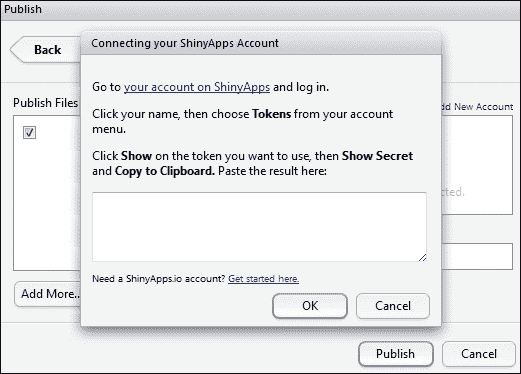 Publish
Back
Connecting your ShinyApps Account
Go to your account on ShinyApps and log in.
Click your name, then choose Tokens from your account
menu.
Click Show on the token you want to use, then Show Secret
and Copy to Clipboard. Paste the result here:
Need a ShinyApps.io account? Get started here.
OK
Cancel
Publish Files
dd New Account
cted.
Add More..
Publish
Cancel